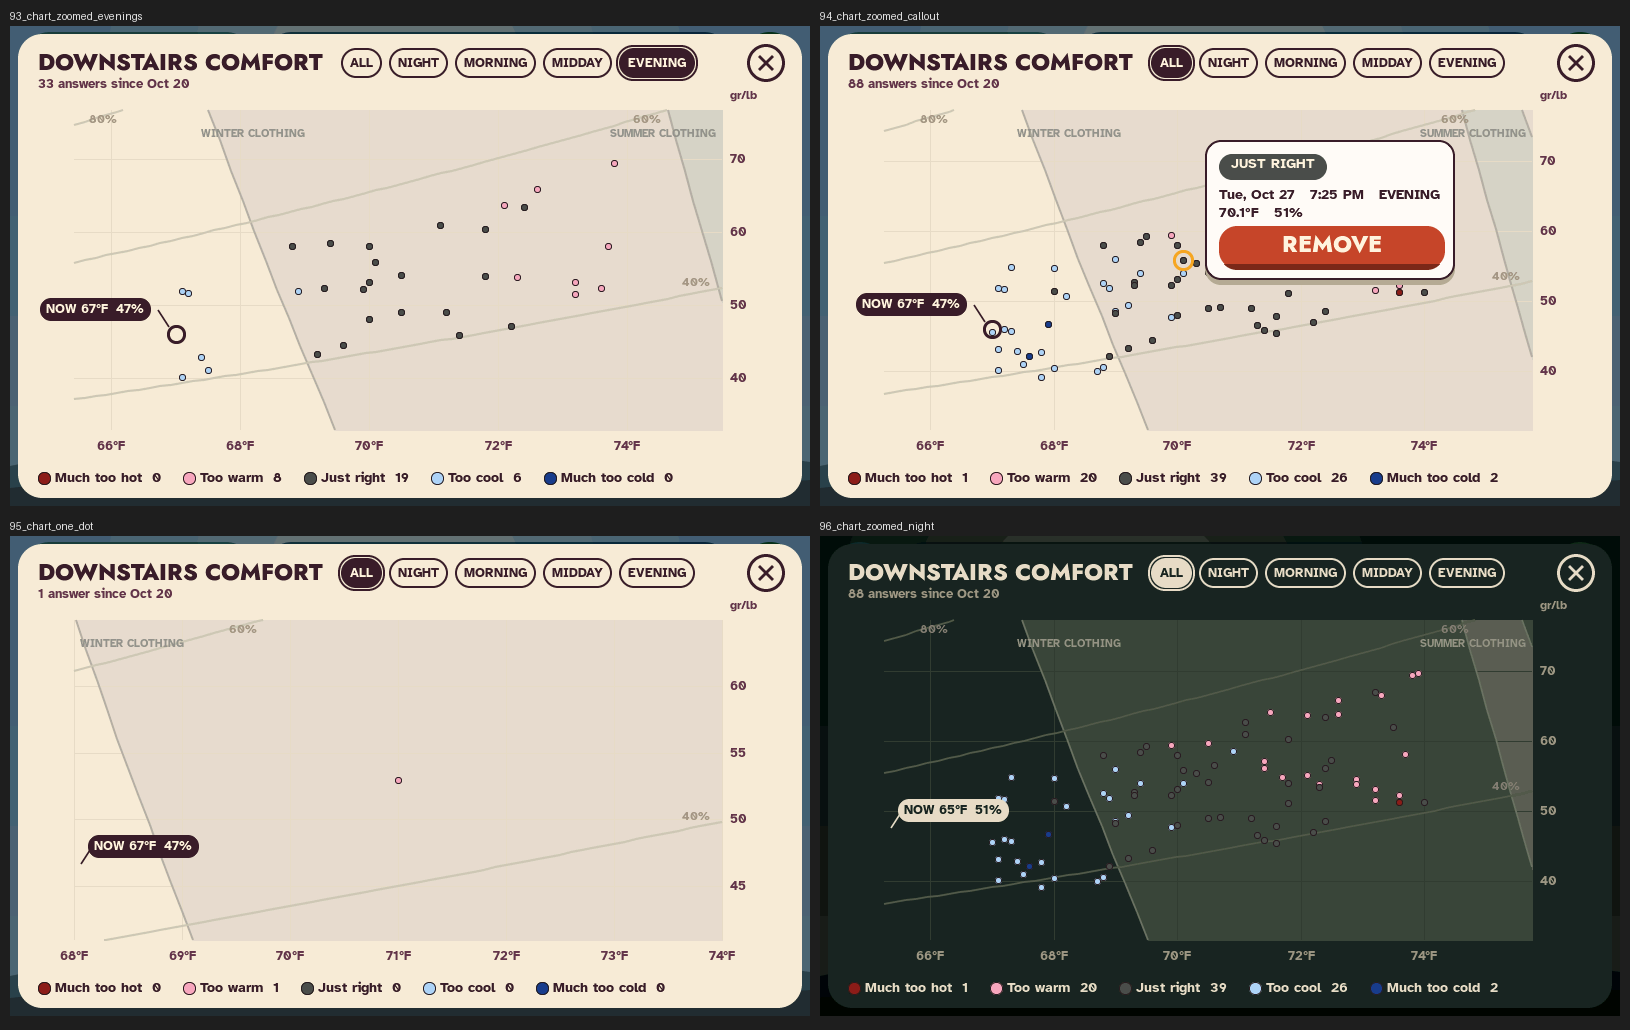 93_chart_zoomed_evenings
DOWNSTAIRS COMFORT
ALL NIGHT MORNING MIDDAY EVENING
33 answers since Oct 20
gr/lb
80% 60%
WINTER CLOTHING SUMMER CLOTHING
70
60
40%
NOW 67°F 47%
50
40
66°F 68°F 70°F 72°F 74°F
Much too hot 0 Too warm 8 Just right 19 Too cool 6 Much too cold 0
94_chart_zoomed_callout
DOWNSTAIRS COMFORT
ALL NIGHT MORNING MIDDAY EVENING
88 answers since Oct 20
gr/lb
80% 60%
WINTER CLOTHING SUMMER CLOTHING
70
JUST RIGHT
Tue, Oct 27 7:25 PM EVENING
70.1°F 51%
REMOVE
60
40%
NOW 67°F 47%
50
40
66°F 68°F 70°F 72°F 74°F
Much too hot 1 Too warm 20 Just right 39 Too cool 26 Much too cold 2
95_chart_one_dot
DOWNSTAIRS COMFORT
ALL NIGHT MORNING MIDDAY EVENING
1 answer since Oct 20
gr/lb
60%
WINTER CLOTHING
60
55
40%
50
NOW 67°F 47%
45
68°F 69°F 70°F 71°F 72°F 73°F 74°F
Much too hot 0 Too warm 1 Just right 0 Too cool 0 Much too cold 0
96_chart_zoomed_night
DOWNSTAIRS COMFORT
ALL NIGHT MORNING MIDDAY EVENING
88 answers since Oct 20
gr/lb
80% 60%
WINTER CLOTHING SUMMER CLOTHING
70
60
40%
NOW 65°F 51%
50
40
66°F 68°F 70°F 72°F 74°F
Much too hot 1 Too warm 20 Just right 39 Too cool 26 Much too cold 2